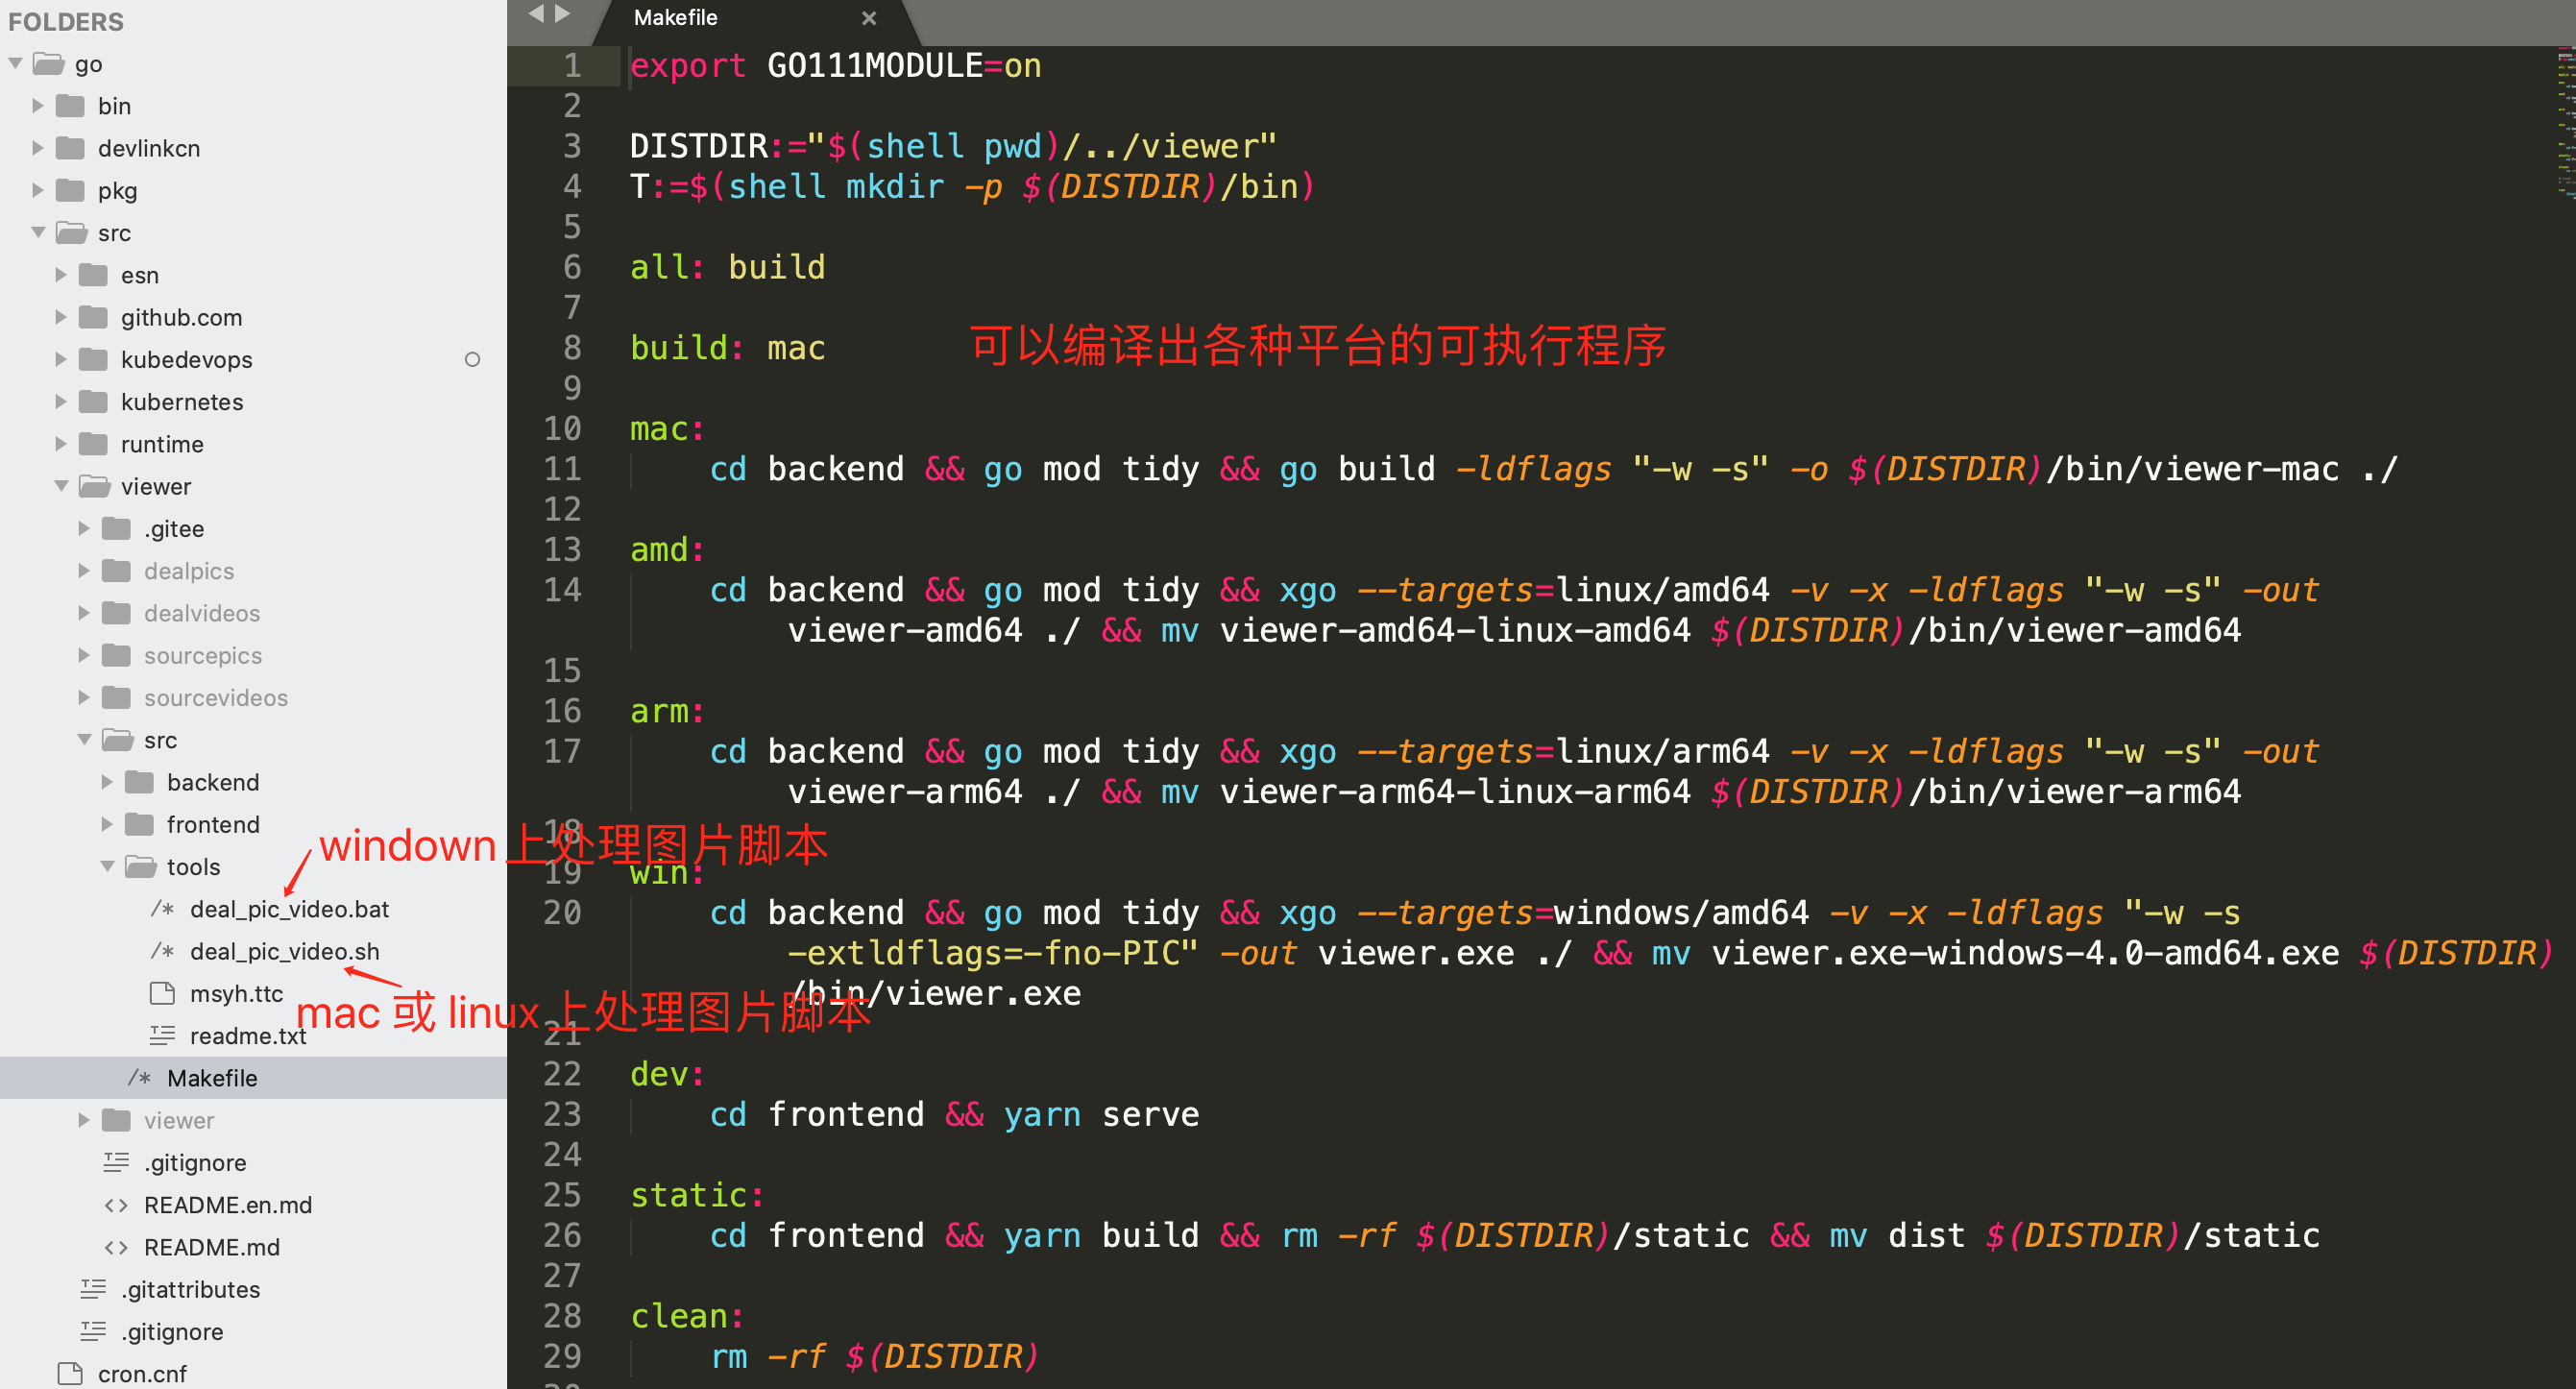 FOLDERS
go
bin
devlinkcn
pkg
src
esn
github.com
kubedevops
kubernetes
runtime
viewer
.gitee
dealpics
dealvideos
sourcepics
sourcevideos
src
backend
frontend
tools
windown上处理图片脚本
deal_pic_video.bat
deal_pic_video.sh
msyh.ttc
mac 或 linux上处理图片脚本
readme.txt
Makefile
viewer
.gitignore
README.en.md
README.md
.gitattributes
.gitignore
cron.cnf
Makefile
1 export GO111MODULE=on
2
3 DISTDIR:="$(shell pwd)/../viewer"
4 T:=$(shell mkdir -p $(DISTDIR)/bin)
5
6 all: build
7
8 build: mac
可以编译出各种平台的可执行程序
9
10 mac:
11 cd backend && go mod tidy && go build -ldflags "-w -s" -o $(DISTDIR)/bin/viewer-mac ./
12
13 amd:
14 cd backend && go mod tidy && xgo --targets=linux/amd64 -v -x -ldflags "-w -s" -out
viewer-amd64 ./ && mv viewer-amd64-linux-amd64 $(DISTDIR)/bin/viewer-amd64
15
16 arm:
17 cd backend && go mod tidy && xgo --targets=linux/arm64 -v -x -ldflags "-w -s" -out
viewer-arm64 ./ && mv viewer-arm64-linux-arm64 $(DISTDIR)/bin/viewer-arm64
18
19 win:
20 cd backend && go mod tidy && xgo --targets=windows/amd64 -v -x -ldflags "-w -s
-extldflags=-fno-PIC" -out viewer.exe ./ && mv viewer.exe-windows-4.0-amd64.exe $(DISTDIR)
/bin/viewer.exe
21
22 dev:
23 cd frontend && yarn serve
24
25 static:
26 cd frontend && yarn build && rm -rf $(DISTDIR)/static && mv dist $(DISTDIR)/static
27
28 clean:
29 rm -rf $(DISTDIR)